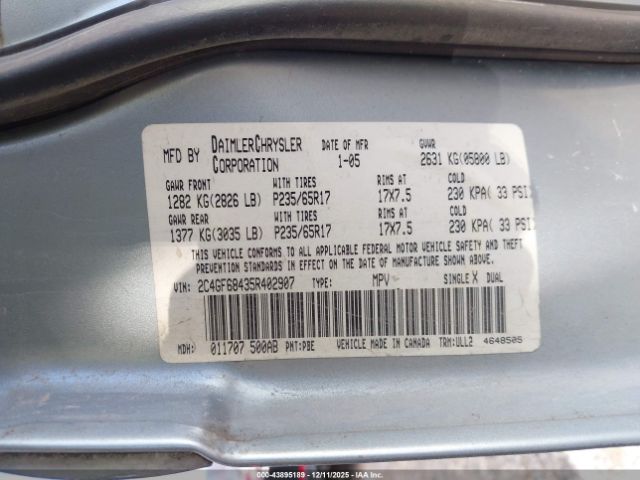 MFD BY DAIMLERCHRYSLER CORPORATION DATE OF MFR 1-05 GVWR 2631 KG(05800 LB)
GAWR FRONT WITH TIRES RIMS AT COLD
1282 KG(2826 LB) P235/65R17 17X7.5 230 KPA( 33 PSI)
GAWR REAR WITH TIRES RIMS AT COLD
1377 KG(3035 LB) P235/65R17 17X7.5 230 KPA( 33 PSI)
THIS VEHICLE CONFORMS TO ALL APPLICABLE FEDERAL MOTOR VEHICLE SAFETY AND THEFT
PREVENTION STANDARDS IN EFFECT ON THE DATE OF MANUFACTURE SHOWN ABOVE.
VIN: 2C4GF68435R402907 TYPE: MPV SINGLE X DUAL
MDH: 011707 500AB PNT:PBE VEHICLE MADE IN CANADA TRM:ULL2 4648505
000-43895189 - 12/11/2025 - IAA, Inc.